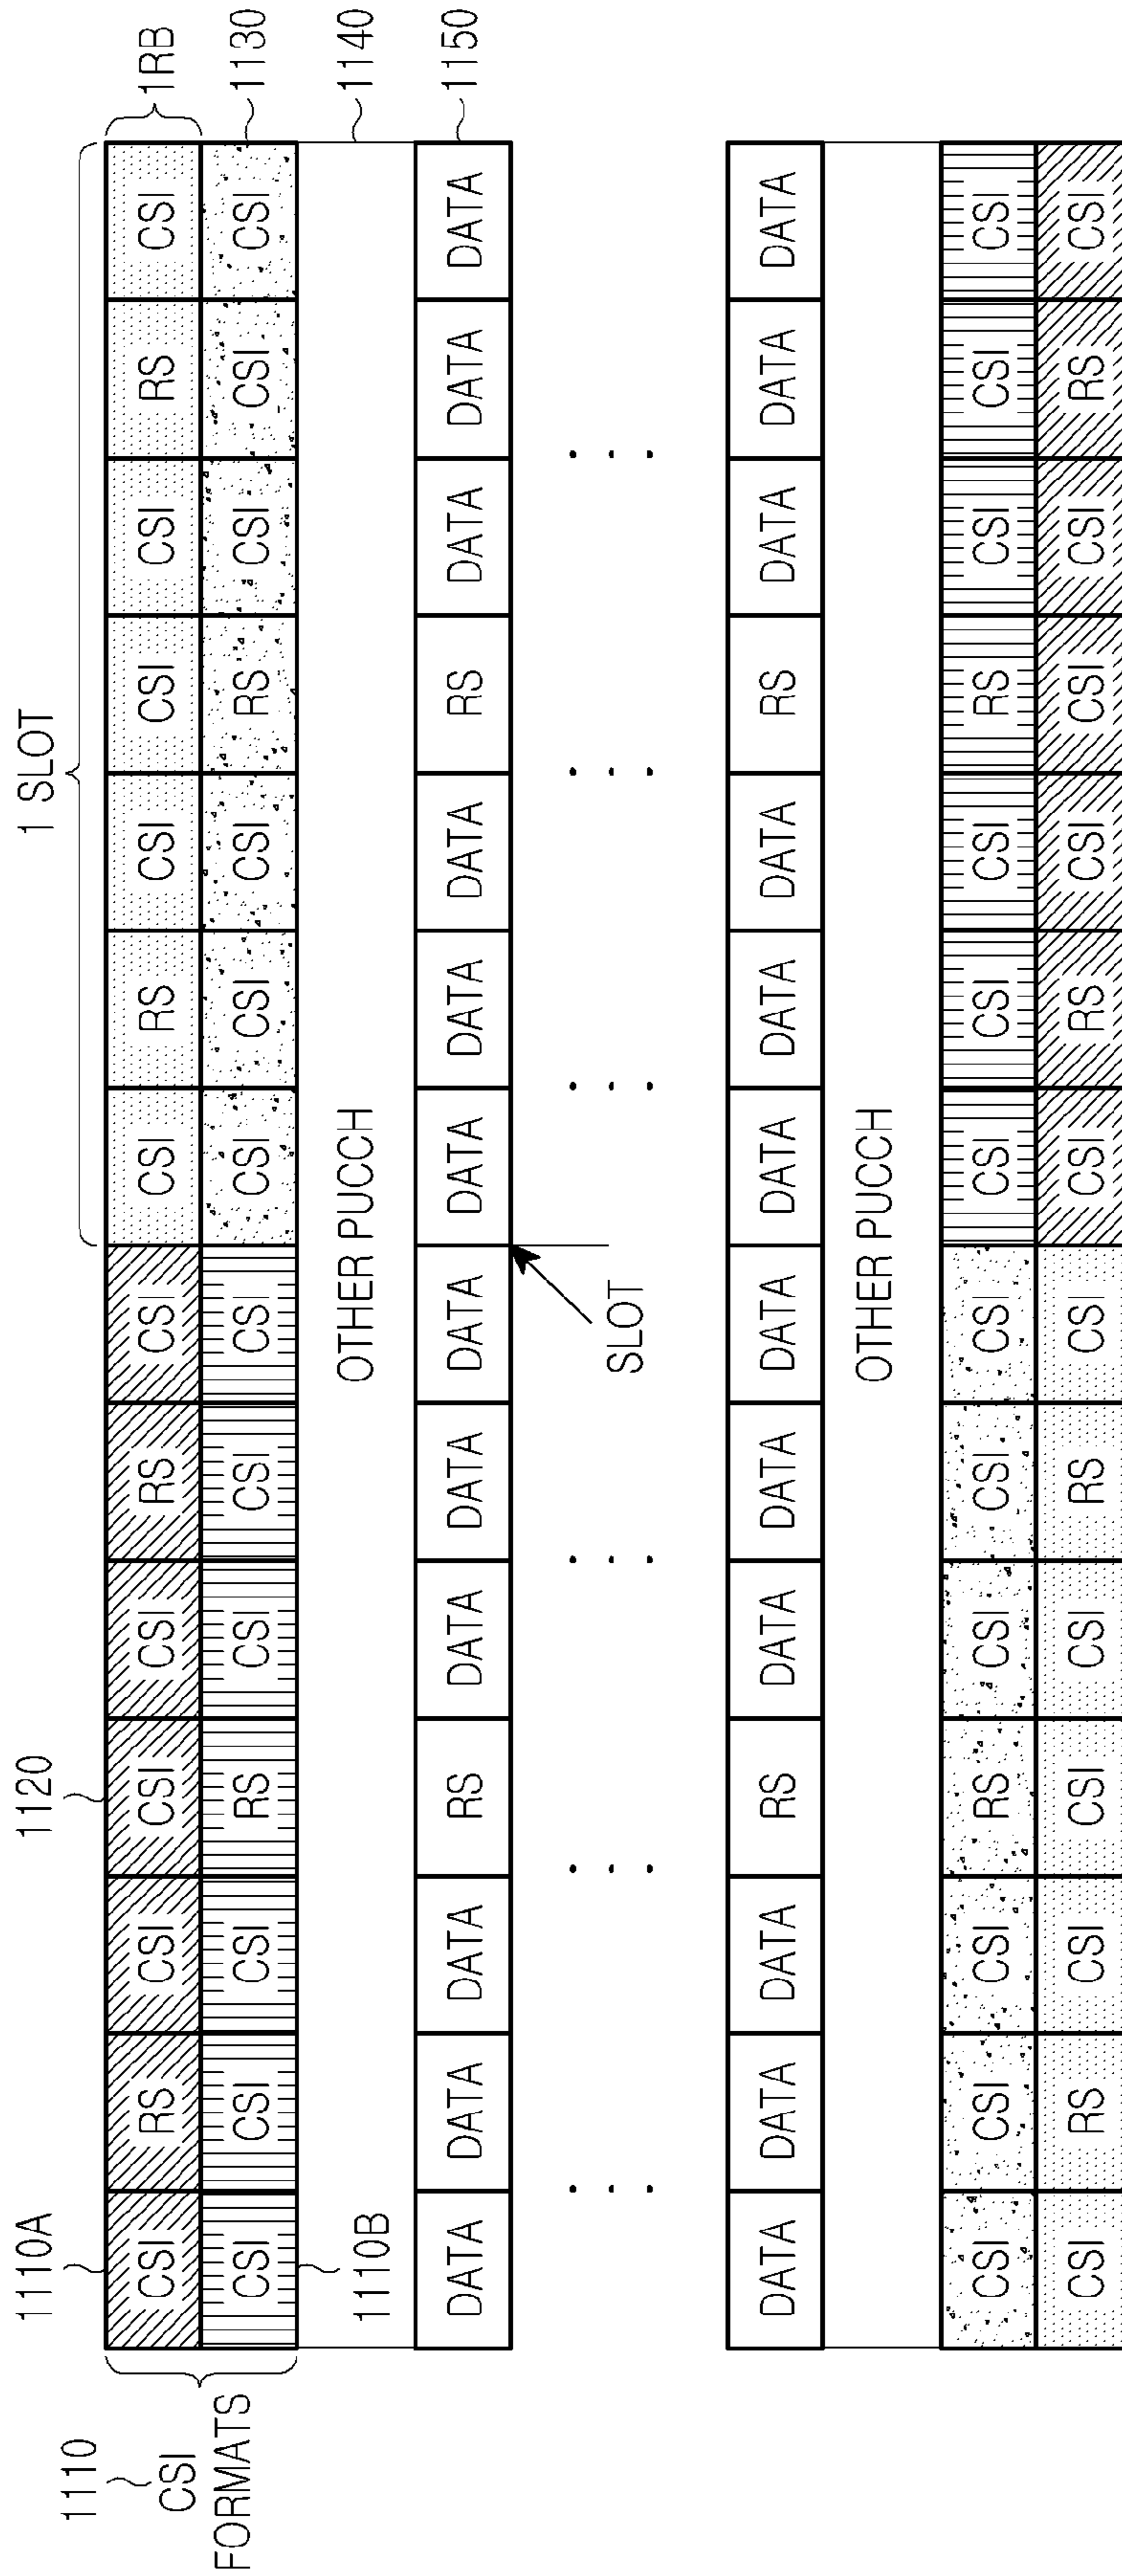 1110A 1120 1 SLOT
1110
CSI
FORMATS
CSI RS CSI CSI CSI RS CSI CSI RS CSI CSI CSI RS CSI 1RB
CSI CSI CSI RS CSI CSI CSI CSI CSI CSI RS CSI CSI CSI 1130
1110B OTHER PUCCH 1140
DATA DATA DATA RS DATA DATA DATA DATA DATA DATA RS DATA DATA DATA 1150
SLOT
DATA DATA DATA RS DATA DATA DATA DATA DATA DATA RS DATA DATA DATA
OTHER PUCCH
CSI CSI CSI RS CSI CSI CSI CSI CSI CSI RS CSI CSI CSI
CSI RS CSI CSI CSI RS CSI CSI RS CSI CSI CSI RS CSI